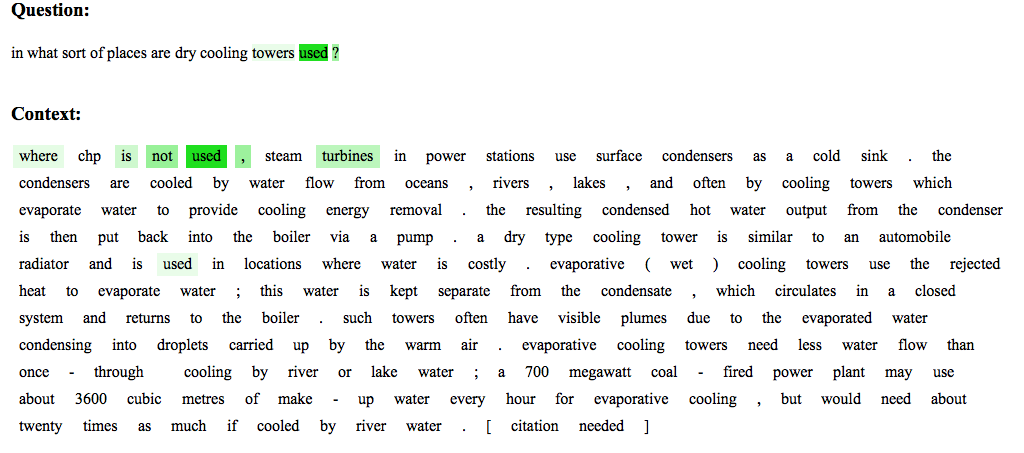 Question:
in what sort of places are dry cooling towers used ?
Context:
where chp is not used , steam turbines in power stations use surface condensers as a cold sink . the
condensers are cooled by water flow from oceans , rivers , lakes , and often by cooling towers which
evaporate water to provide cooling energy removal . the resulting condensed hot water output from the condenser
is then put back into the boiler via a pump . a dry type cooling tower is similar to an automobile
radiator and is used in locations where water is costly . evaporative ( wet ) cooling towers use the rejected
heat to evaporate water ; this water is kept separate from the condensate , which circulates in a closed
system and returns to the boiler . such towers often have visible plumes due to the evaporated water
condensing into droplets carried up by the warm air . evaporative cooling towers need less water flow than
once - through cooling by river or lake water ; a 700 megawatt coal - fired power plant may use
about 3600 cubic metres of make - up water every hour for evaporative cooling , but would need about
twenty times as much if cooled by river water . [ citation needed ]